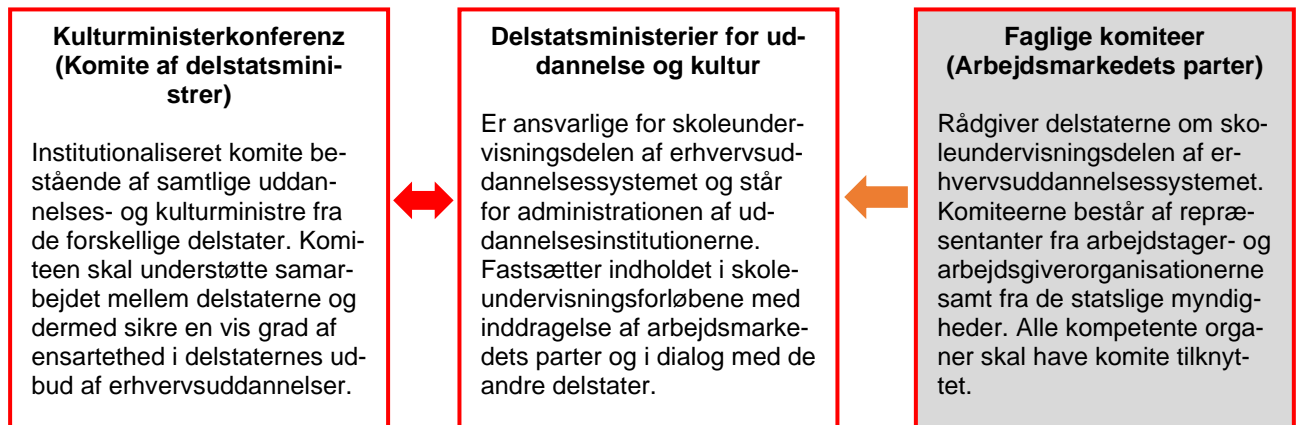 Kulturministerkonferenz
(Komite af delstatsmini-
strer)
Institutionaliseret komite be-
stående af samtlige uddan-
nelses- og kulturministre fra
de forskellige delstater. Komi-
teen skal understøtte samar-
bejdet mellem delstaterne og
dermed sikre en vis grad af
ensartethed i delstaternes ud-
bud af erhvervsuddannelser.
Delstatsministerier for ud-
dannelse og kultur
Er ansvarlige for skoleunder-
visningsdelen af erhvervsud-
dannelsessystemet og står
for administrationen af ud-
dannelsesinstitutionerne.
Fastsætter indholdet i skole-
undervisningsforløbene med
inddragelse af arbejdsmarke-
dets parter og i dialog med de
andre delstater.
Faglige komiteer
(Arbejdsmarkedets parter)
Rådgiver delstaterne om sko-
leundervisningsdelen af er-
hvervsuddannelsessystemet.
Komiteerne består af repræ-
sentanter fra arbejdstager- og
arbejdsgiverorganisationerne
samt fra de statslige myndig-
heder. Alle kompetente orga-
ner skal have komite tilknyt-
tet.